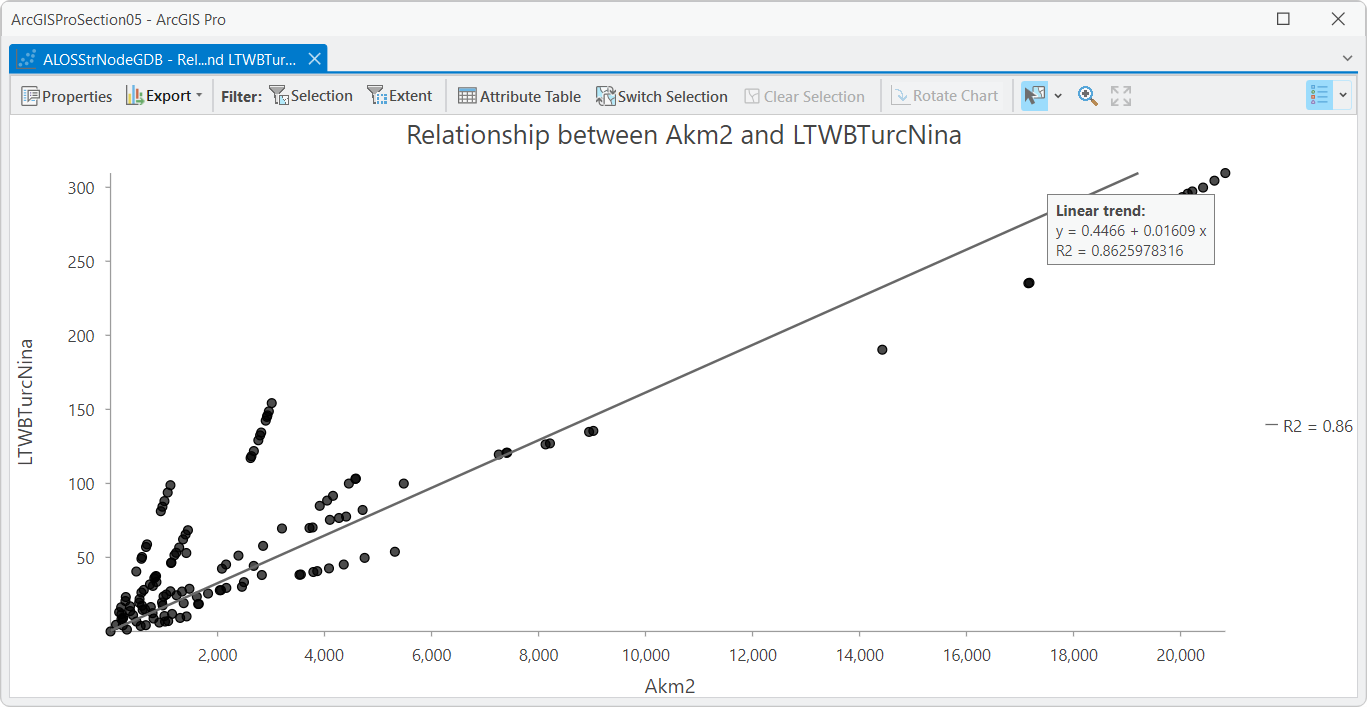 ArcGISProSection05 - ArcGIS Pro
ALOSStrNodeGDB - Rel...nd LTWBTur...
Properties Export Filter: Selection Extent Attribute Table Switch Selection Clear Selection Rotate Chart
Relationship between Akm2 and LTWBTurcNina
300
250
200
150
100
50
LTWBTurcNina
Linear trend:
y = 0.4466 + 0.01609 x
R2 = 0.8625978316
R2 = 0.86
2,000 4,000 6,000 8,000 10,000 12,000 14,000 16,000 18,000 20,000
Akm2